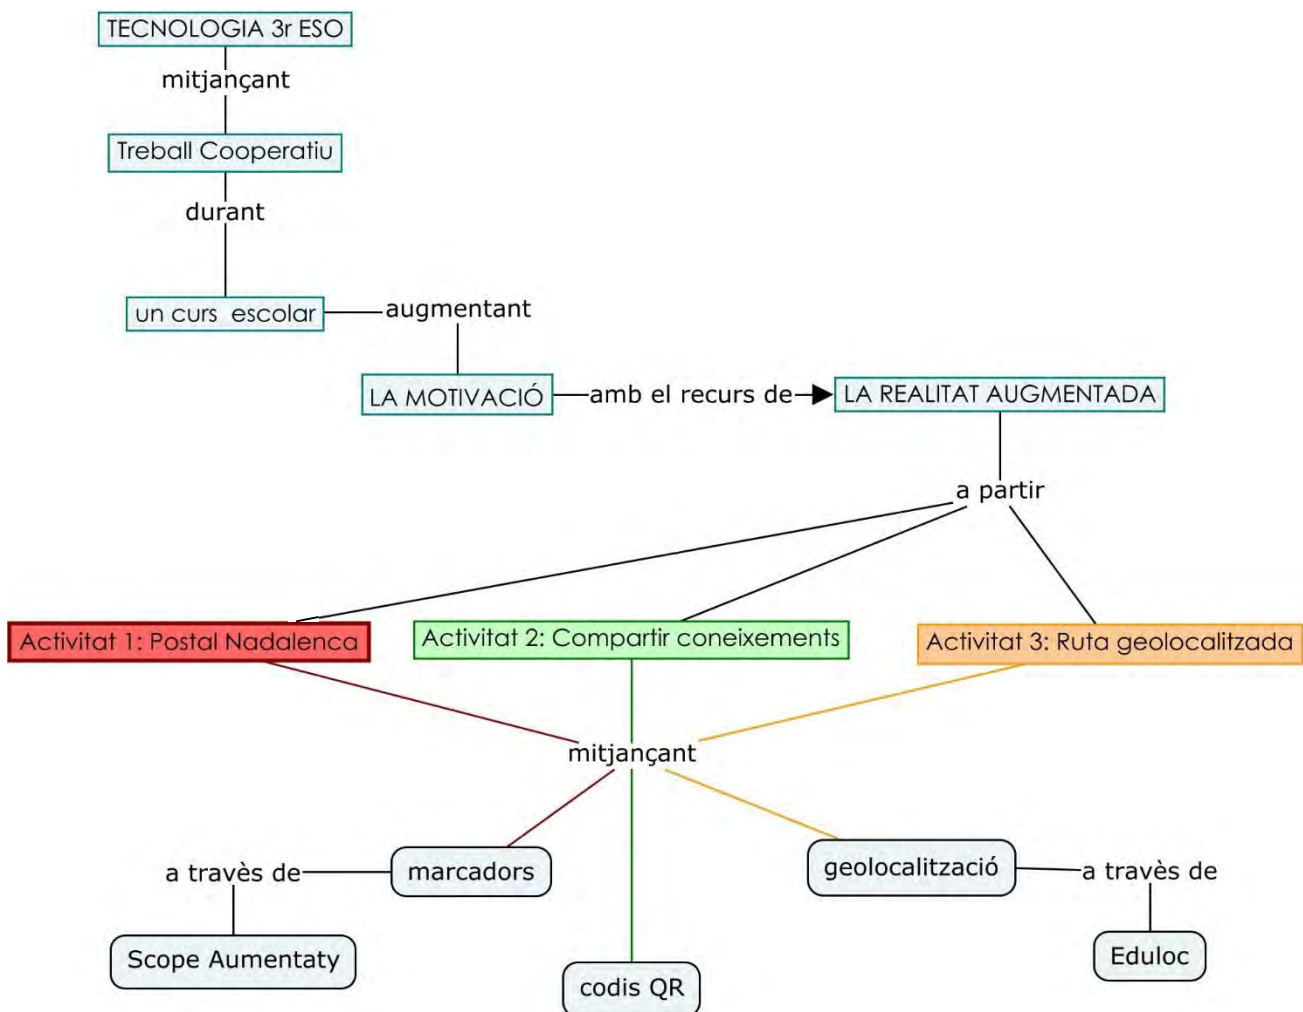 TECNOLOGIA 3r ESO
mitjançant
Treball Cooperatiu
durant
un curs escolar
augmentant
LA MOTIVACIÓ
amb el recurs de
LA REALITAT AUGMENTADA
a partir
Activitat 1: Postal Nadalenca
Activitat 2: Compartir coneixements
Activitat 3: Ruta geolocalitzada
mitjançant
marcadors
a travès de
Scope Aumentaty
codis QR
geolocalització
a travès de
Eduloc